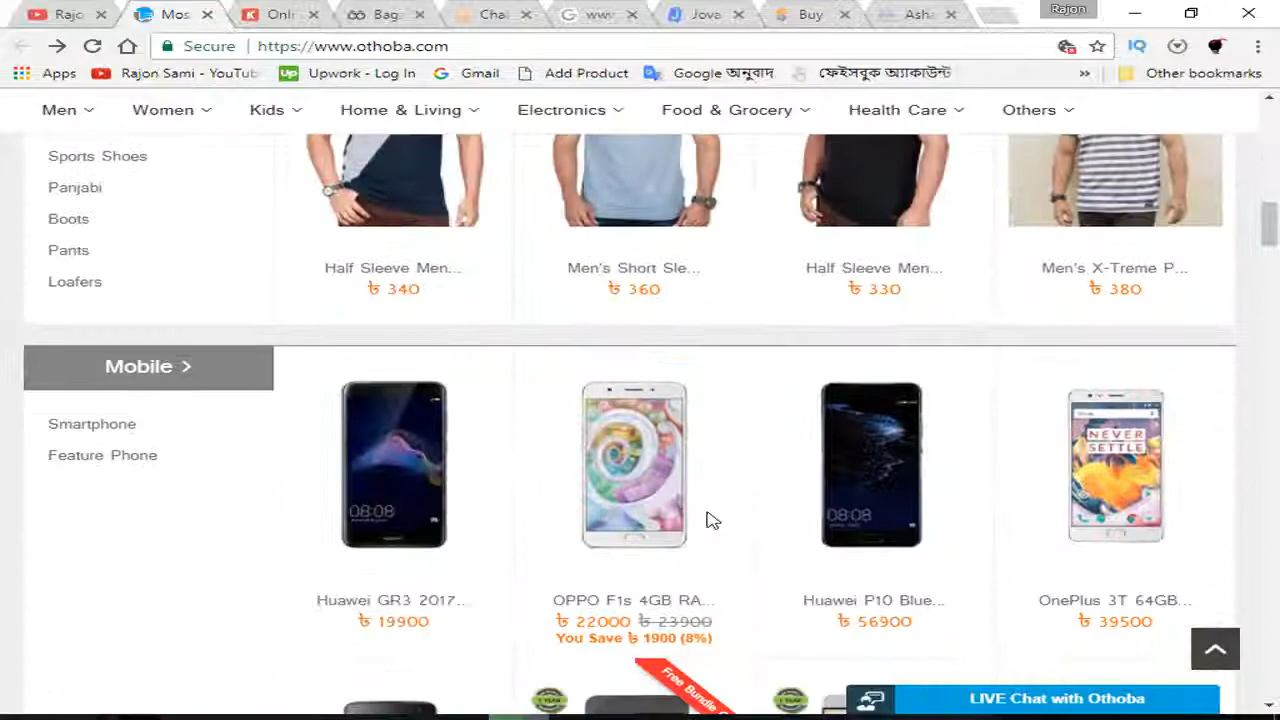 Rajc
Mos
Onli
Bag
Chal
www
Jova
Buy
Asha
Rajon
Secure
https://www.othoba.com
IQ
Apps
Rajon Sami - YouTub
Up
Upwork - Log In
Gmail
Add Product
Google অনুবাদ
ফেইসবুক অ্যাকাউন্ট
»
Other bookmarks
Men
Women
Kids
Home & Living
Electronics
Food & Grocery
Health Care
Others
Sports Shoes
Panjabi
Boots
Pants
Loafers
Half Sleeve Men...
Men's Short Sle...
Half Sleeve Men...
Men's X-Treme P...
৳ 340
৳ 360
৳ 330
৳ 380
Mobile >
Smartphone
Feature Phone
08:08
08:08
NEVER
SETTLE
Huawei GR3 2017...
OPPO F1s 4GB RA...
Huawei P10 Blue...
OnePlus 3T 64GB...
৳ 19900
৳ 22000 ৳ 23900
৳ 56900
৳ 39500
You Save ৳ 1900 (8%)
Free Bundle
LIVE Chat with Othoba